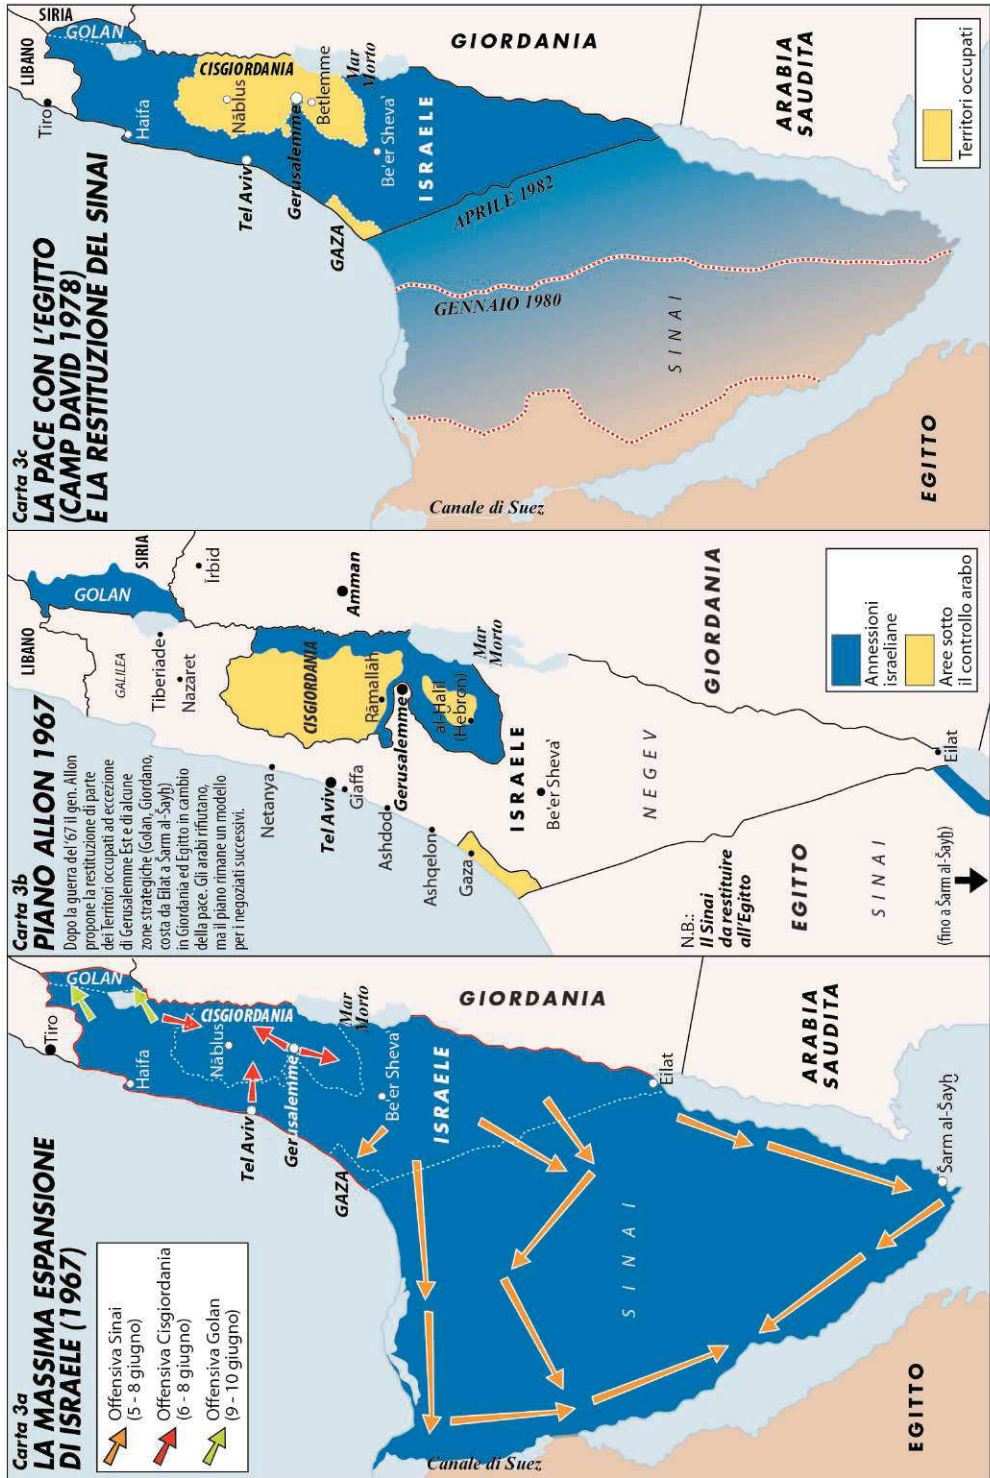 Carta 3a
LA MASSIMA ESPANSIONE
DI ISRAELE (1967)
Offensiva Sinai
(5 - 8 giugno)
Offensiva Cisgiordania
(6 - 8 giugno)
Offensiva Golan
(9 - 10 giugno)
Tiro
GOLAN
Haifa
CISGIORDANIA
Nāblus
Tel Aviv
Gerusalemme
Mar
Morto
GAZA
Be'er Sheva
ISRAELE
GIORDANIA
Eilat
SINAI
ARABIA
SAUDITA
Šarm al-Šayḫ
Canale di Suez
EGITTO
Carta 3b
PIANO ALLON 1967
Dopo la guerra del '67 il gen. Allon
propone la restituzione di parte
dei Territori occupati ad eccezione
di Gerusalemme Est e di alcune
zone strategiche (Golan, Giordano,
costa da Eilat a Šarm al-Šayḫ)
in Giordania ed Egitto in cambio
della pace. Gli arabi rifiutano,
ma il piano rimane un modello
per i negoziati successivi.
LIBANO
GOLAN
SIRIA
GALILEA
Tiberiade
Nazaret
Irbid
Netanya
CISGIORDANIA
Amman
Tel Aviv
Giaffa
Rāmallāh
Ashdod
Gerusalemme
Ashqelon
al-Ḫalīl
(Hebron)
Mar
Morto
Gaza
ISRAELE
Be'er Sheva'
NEGEV
GIORDANIA
N.B.:
Il Sinai
da restituire
all'Egitto
EGITTO
SINAI
Eilat
(fino a Šarm al-Šayḫ)
Annessioni
israeliane
Aree sotto
il controllo arabo
Carta 3c
LA PACE CON L'EGITTO
(CAMP DAVID 1978)
E LA RESTITUZIONE DEL SINAI
LIBANO
SIRIA
Tiro
GOLAN
Haifa
CISGIORDANIA
Nāblus
Tel Aviv
Gerusalemme
Betlemme
Mar
Morto
GAZA
Be'er Sheva'
ISRAELE
GIORDANIA
APRILE 1982
GENNAIO 1980
SINAI
ARABIA
SAUDITA
Canale di Suez
EGITTO
Territori occupati